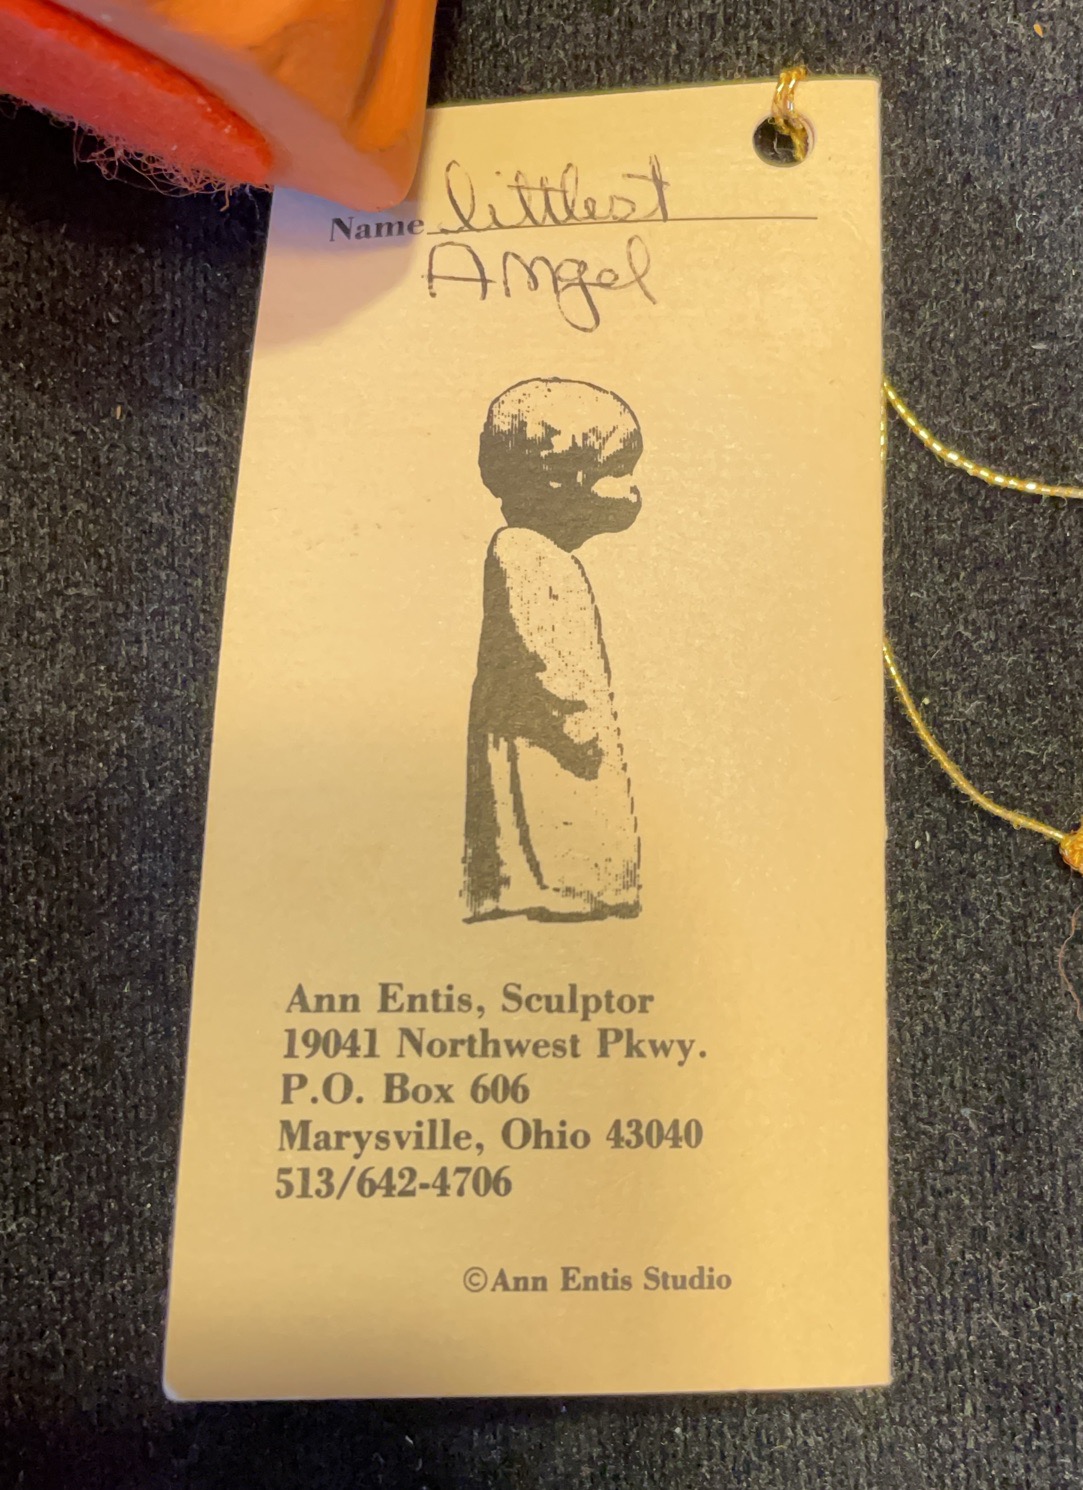 Name littlest
Angel
Ann Entis, Sculptor
19041 Northwest Pkwy.
P.O. Box 606
Marysville, Ohio 43040
513/642-4706
©Ann Entis Studio